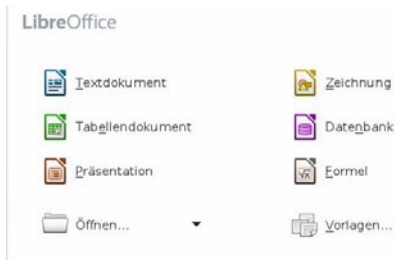 LibreOffice
Textdokument
Zeichnung
Tabellendokument
Datenbank
Präsentation
Formel
Öffnen...
Vorlagen...